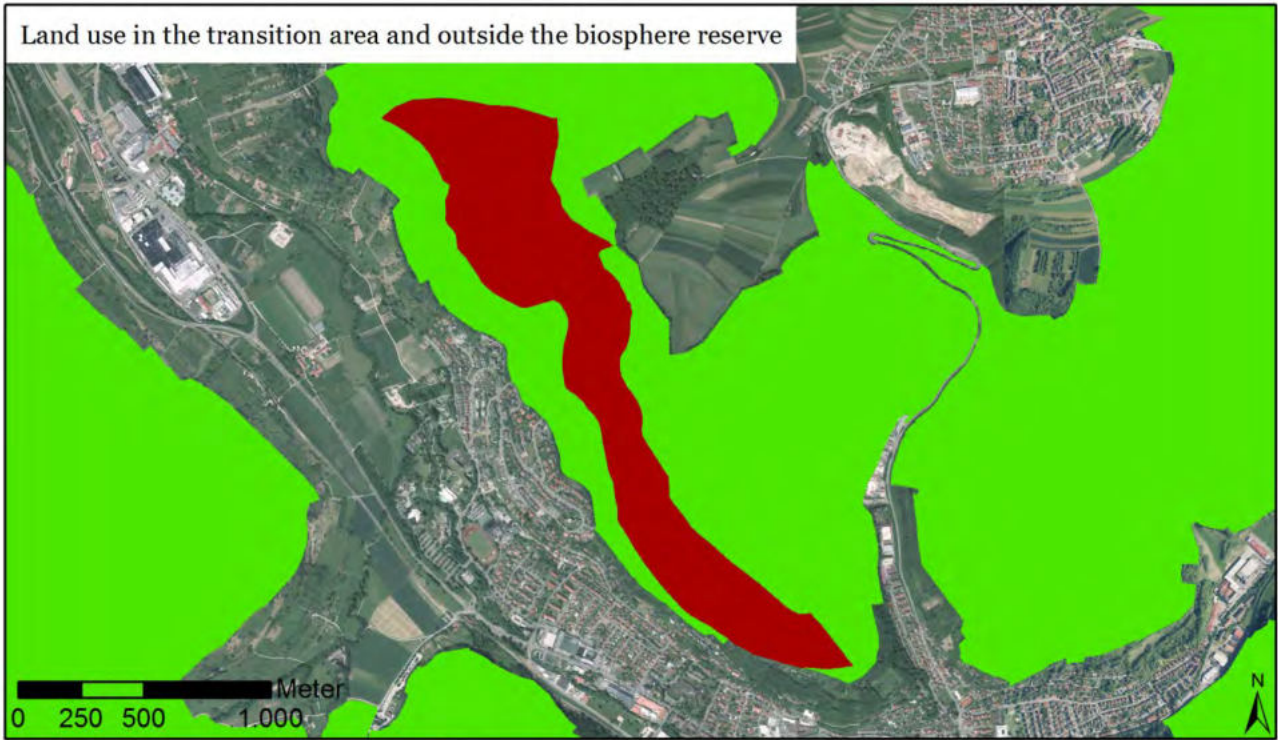 Land use in the transition area and outside the biosphere reserve
Meter
0 250 500 1.000
N